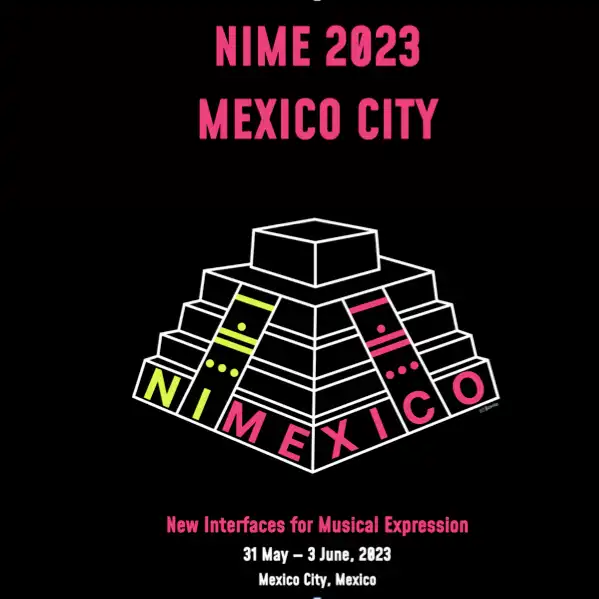 NIME 2023
MEXICO CITY
NIMEXICO
New Interfaces for Musical Expression
31 May – 3 June, 2023
Mexico City, Mexico